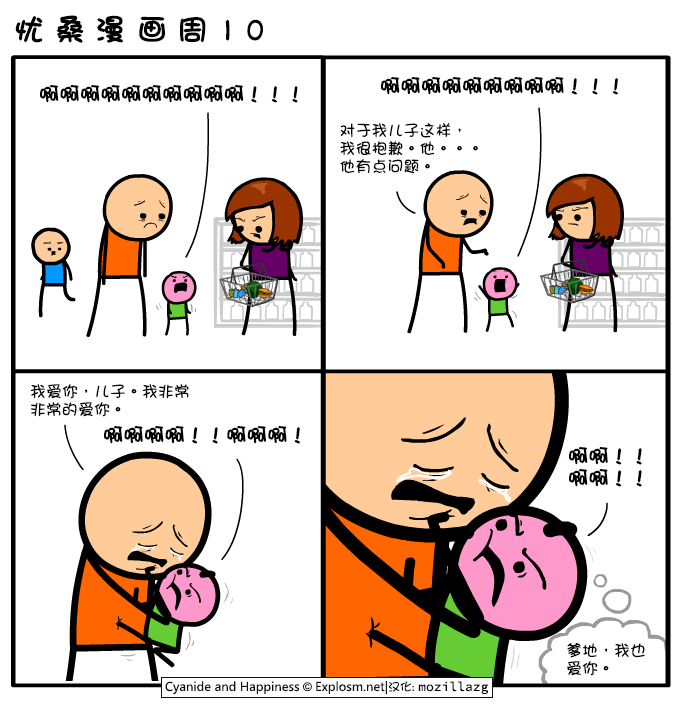 忧桑漫画周10
啊啊啊啊啊啊啊啊啊啊！！！
啊啊啊啊啊啊啊啊啊！！！
对于我儿子这样，
我很抱歉。他。。。
他有点问题。
我爱你，儿子。我非常
非常的爱你。
啊啊啊啊！！啊啊啊！
啊啊！！
啊啊！！
爹地，我也
爱你。
Cyanide and Happiness © Explosm.net|汉化: mozillazg